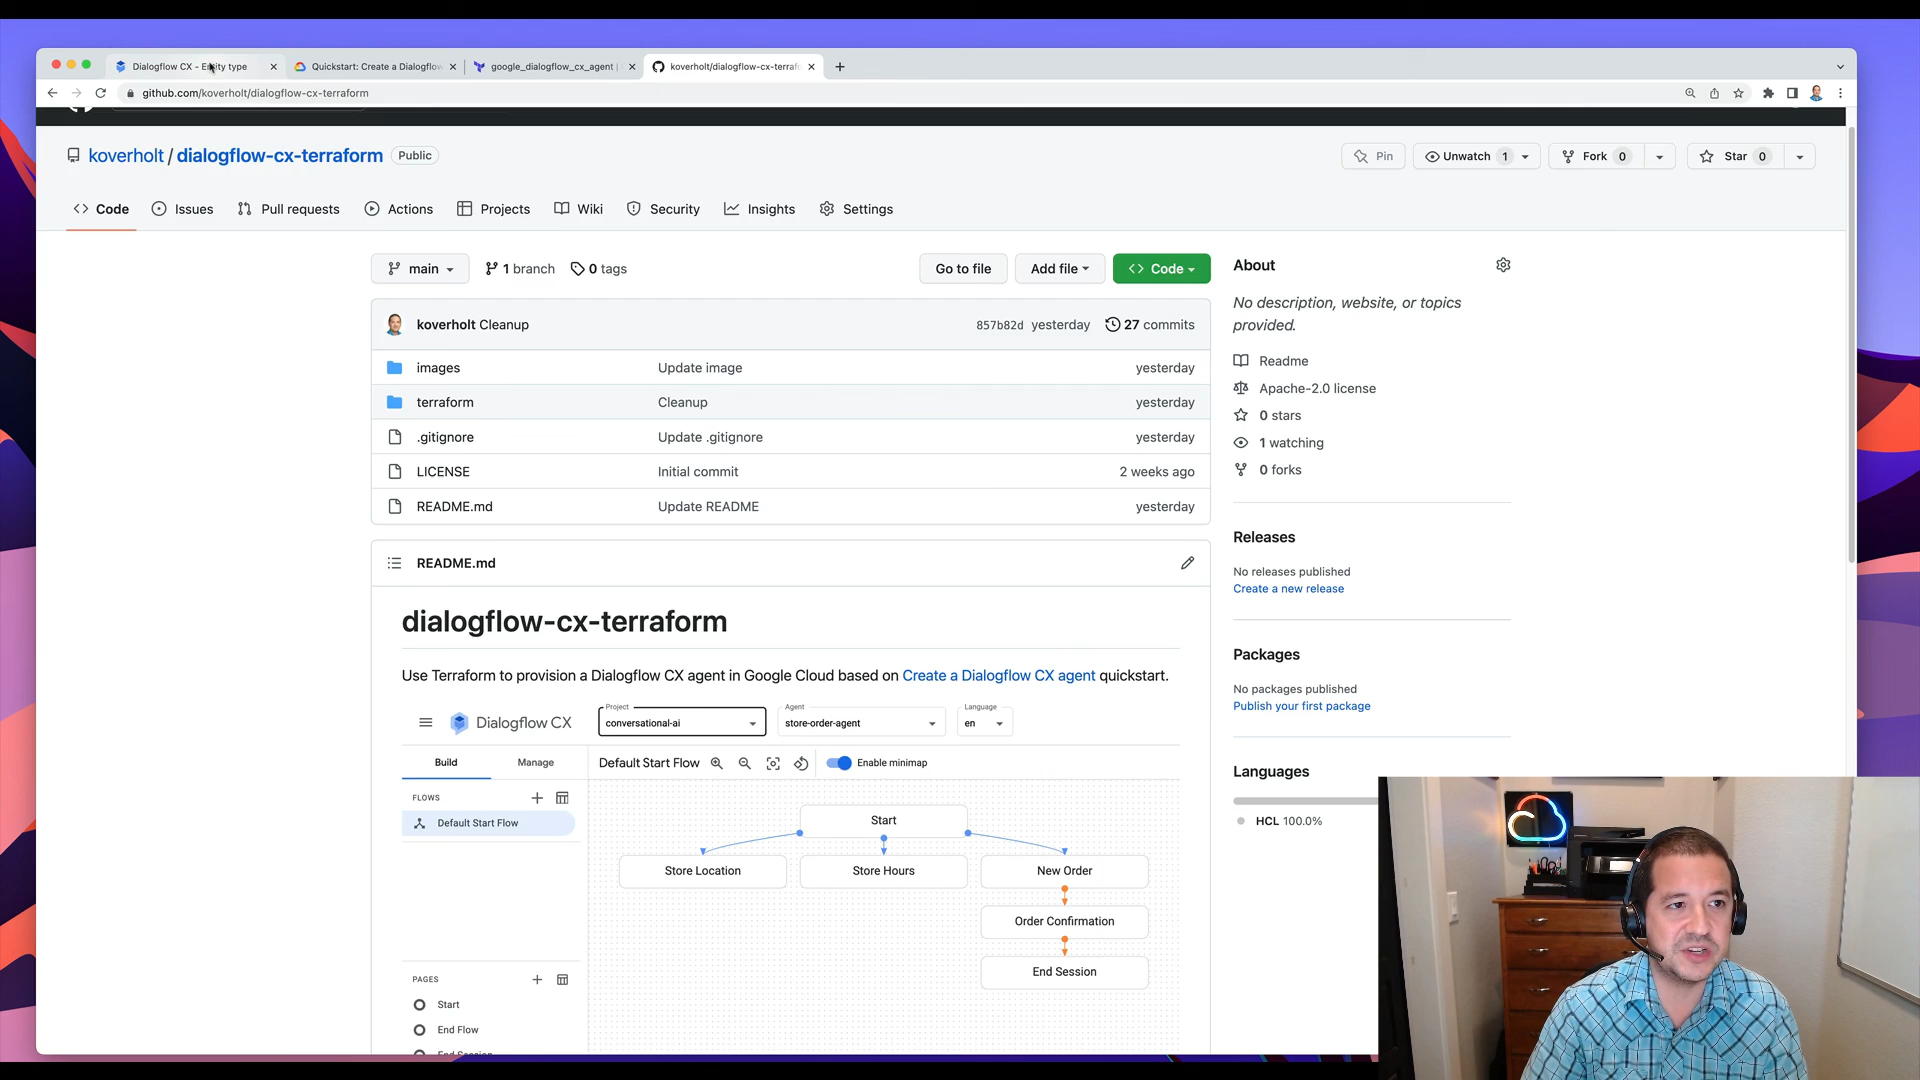 Dialogflow CX - Entity type
Quickstart: Create a Dialogflow
google_dialogflow_cx_agent |
koverholt/dialogflow-cx-terraf
github.com/koverholt/dialogflow-cx-terraform
koverholt / dialogflow-cx-terraform Public
Pin Unwatch 1 Fork 0 Star 0
Code Issues Pull requests Actions Projects Wiki Security Insights Settings
main 1 branch 0 tags Go to file Add file Code
koverholt Cleanup 857b82d yesterday 27 commits
images Update image yesterday
terraform Cleanup yesterday
.gitignore Update .gitignore yesterday
LICENSE Initial commit 2 weeks ago
README.md Update README yesterday
README.md
dialogflow-cx-terraform
Use Terraform to provision a Dialogflow CX agent in Google Cloud based on Create a Dialogflow CX agent quickstart.
Project Agent Language
Dialogflow CX conversational-ai store-order-agent en
Build Manage Default Start Flow Enable minimap
FLOWS
Default Start Flow
Start
Store Location Store Hours New Order
Order Confirmation
End Session
PAGES
Start
End Flow
End Session
About
No description, website, or topics
provided.
Readme
Apache-2.0 license
0 stars
1 watching
0 forks
Releases
No releases published
Create a new release
Packages
No packages published
Publish your first package
Languages
HCL 100.0%